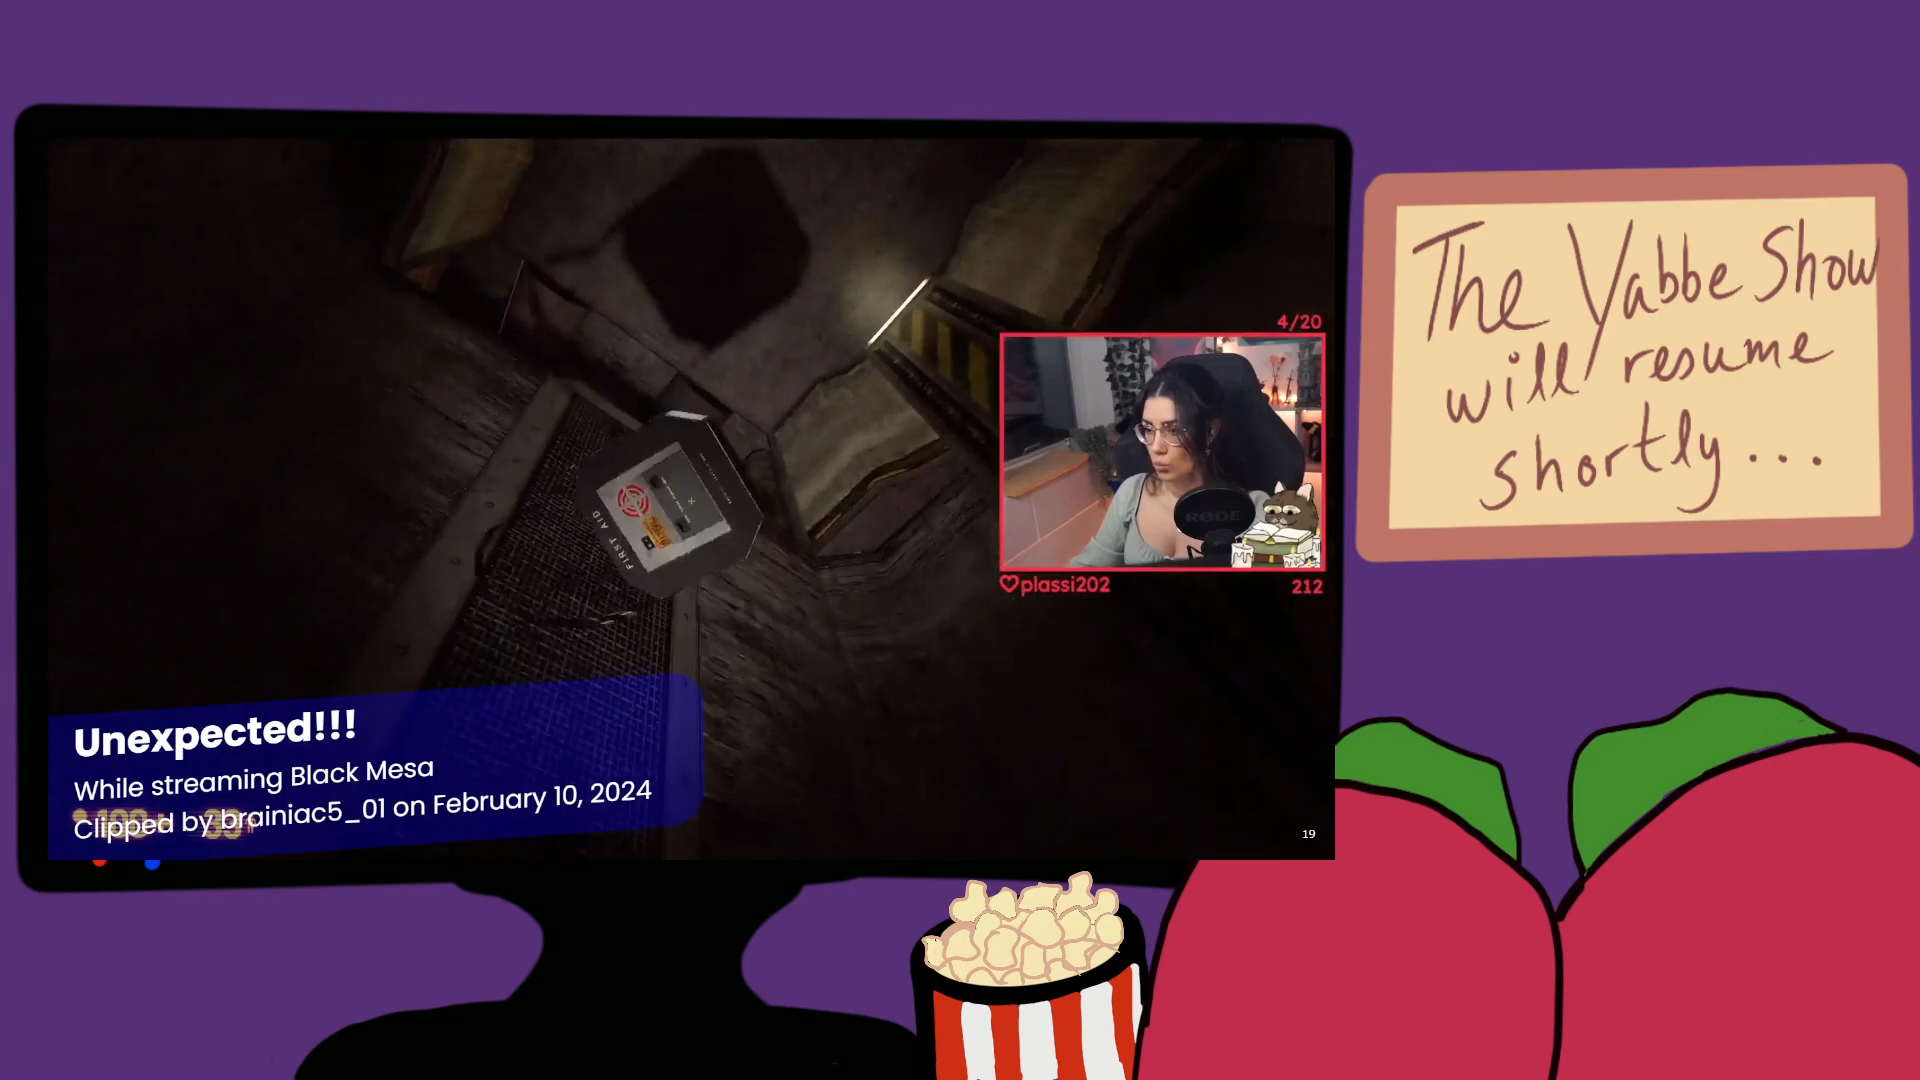 The Yabbe Show
will resume
shortly...
4/20
RØDE
plassi202
212
FIRST AID
Unexpected!!!
While streaming Black Mesa
Clipped by brainiac5_01 on February 10, 2024
19